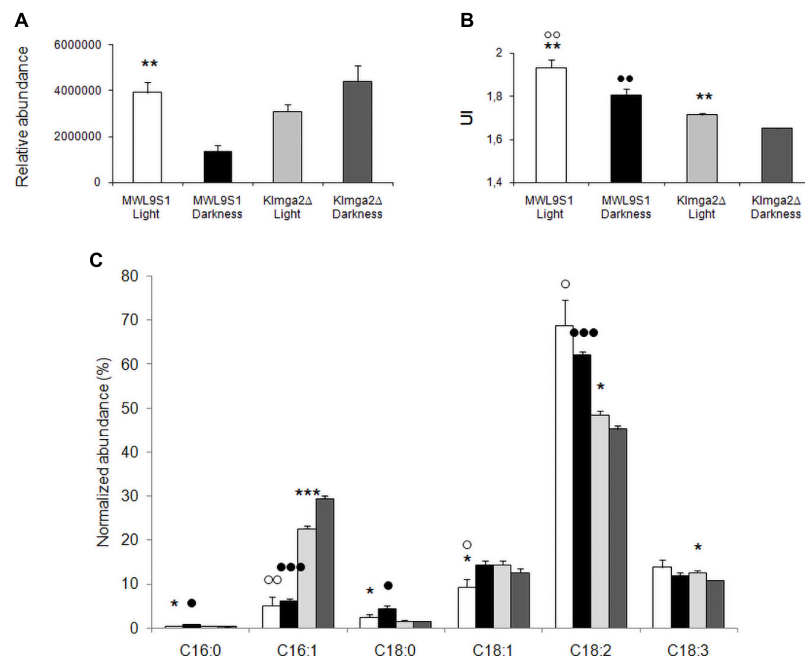 A
Relative abundance
6000000
4000000
2000000
0
**
MWL9S1
Light
MWL9S1
Darkness
Klmga2Δ
Light
Klmga2Δ
Darkness
B
UI
2
1,8
1,6
1,4
○○
**
●●
**
MWL9S1
Light
MWL9S1
Darkness
Klmga2Δ
Light
Klmga2Δ
Darkness
C
Normalized abundance (%)
80
70
60
50
40
30
20
10
0
* ●
○○ ●●● ***
* ●
○
*
○
●●●
*
*
C16:0 C16:1 C18:0 C18:1 C18:2 C18:3